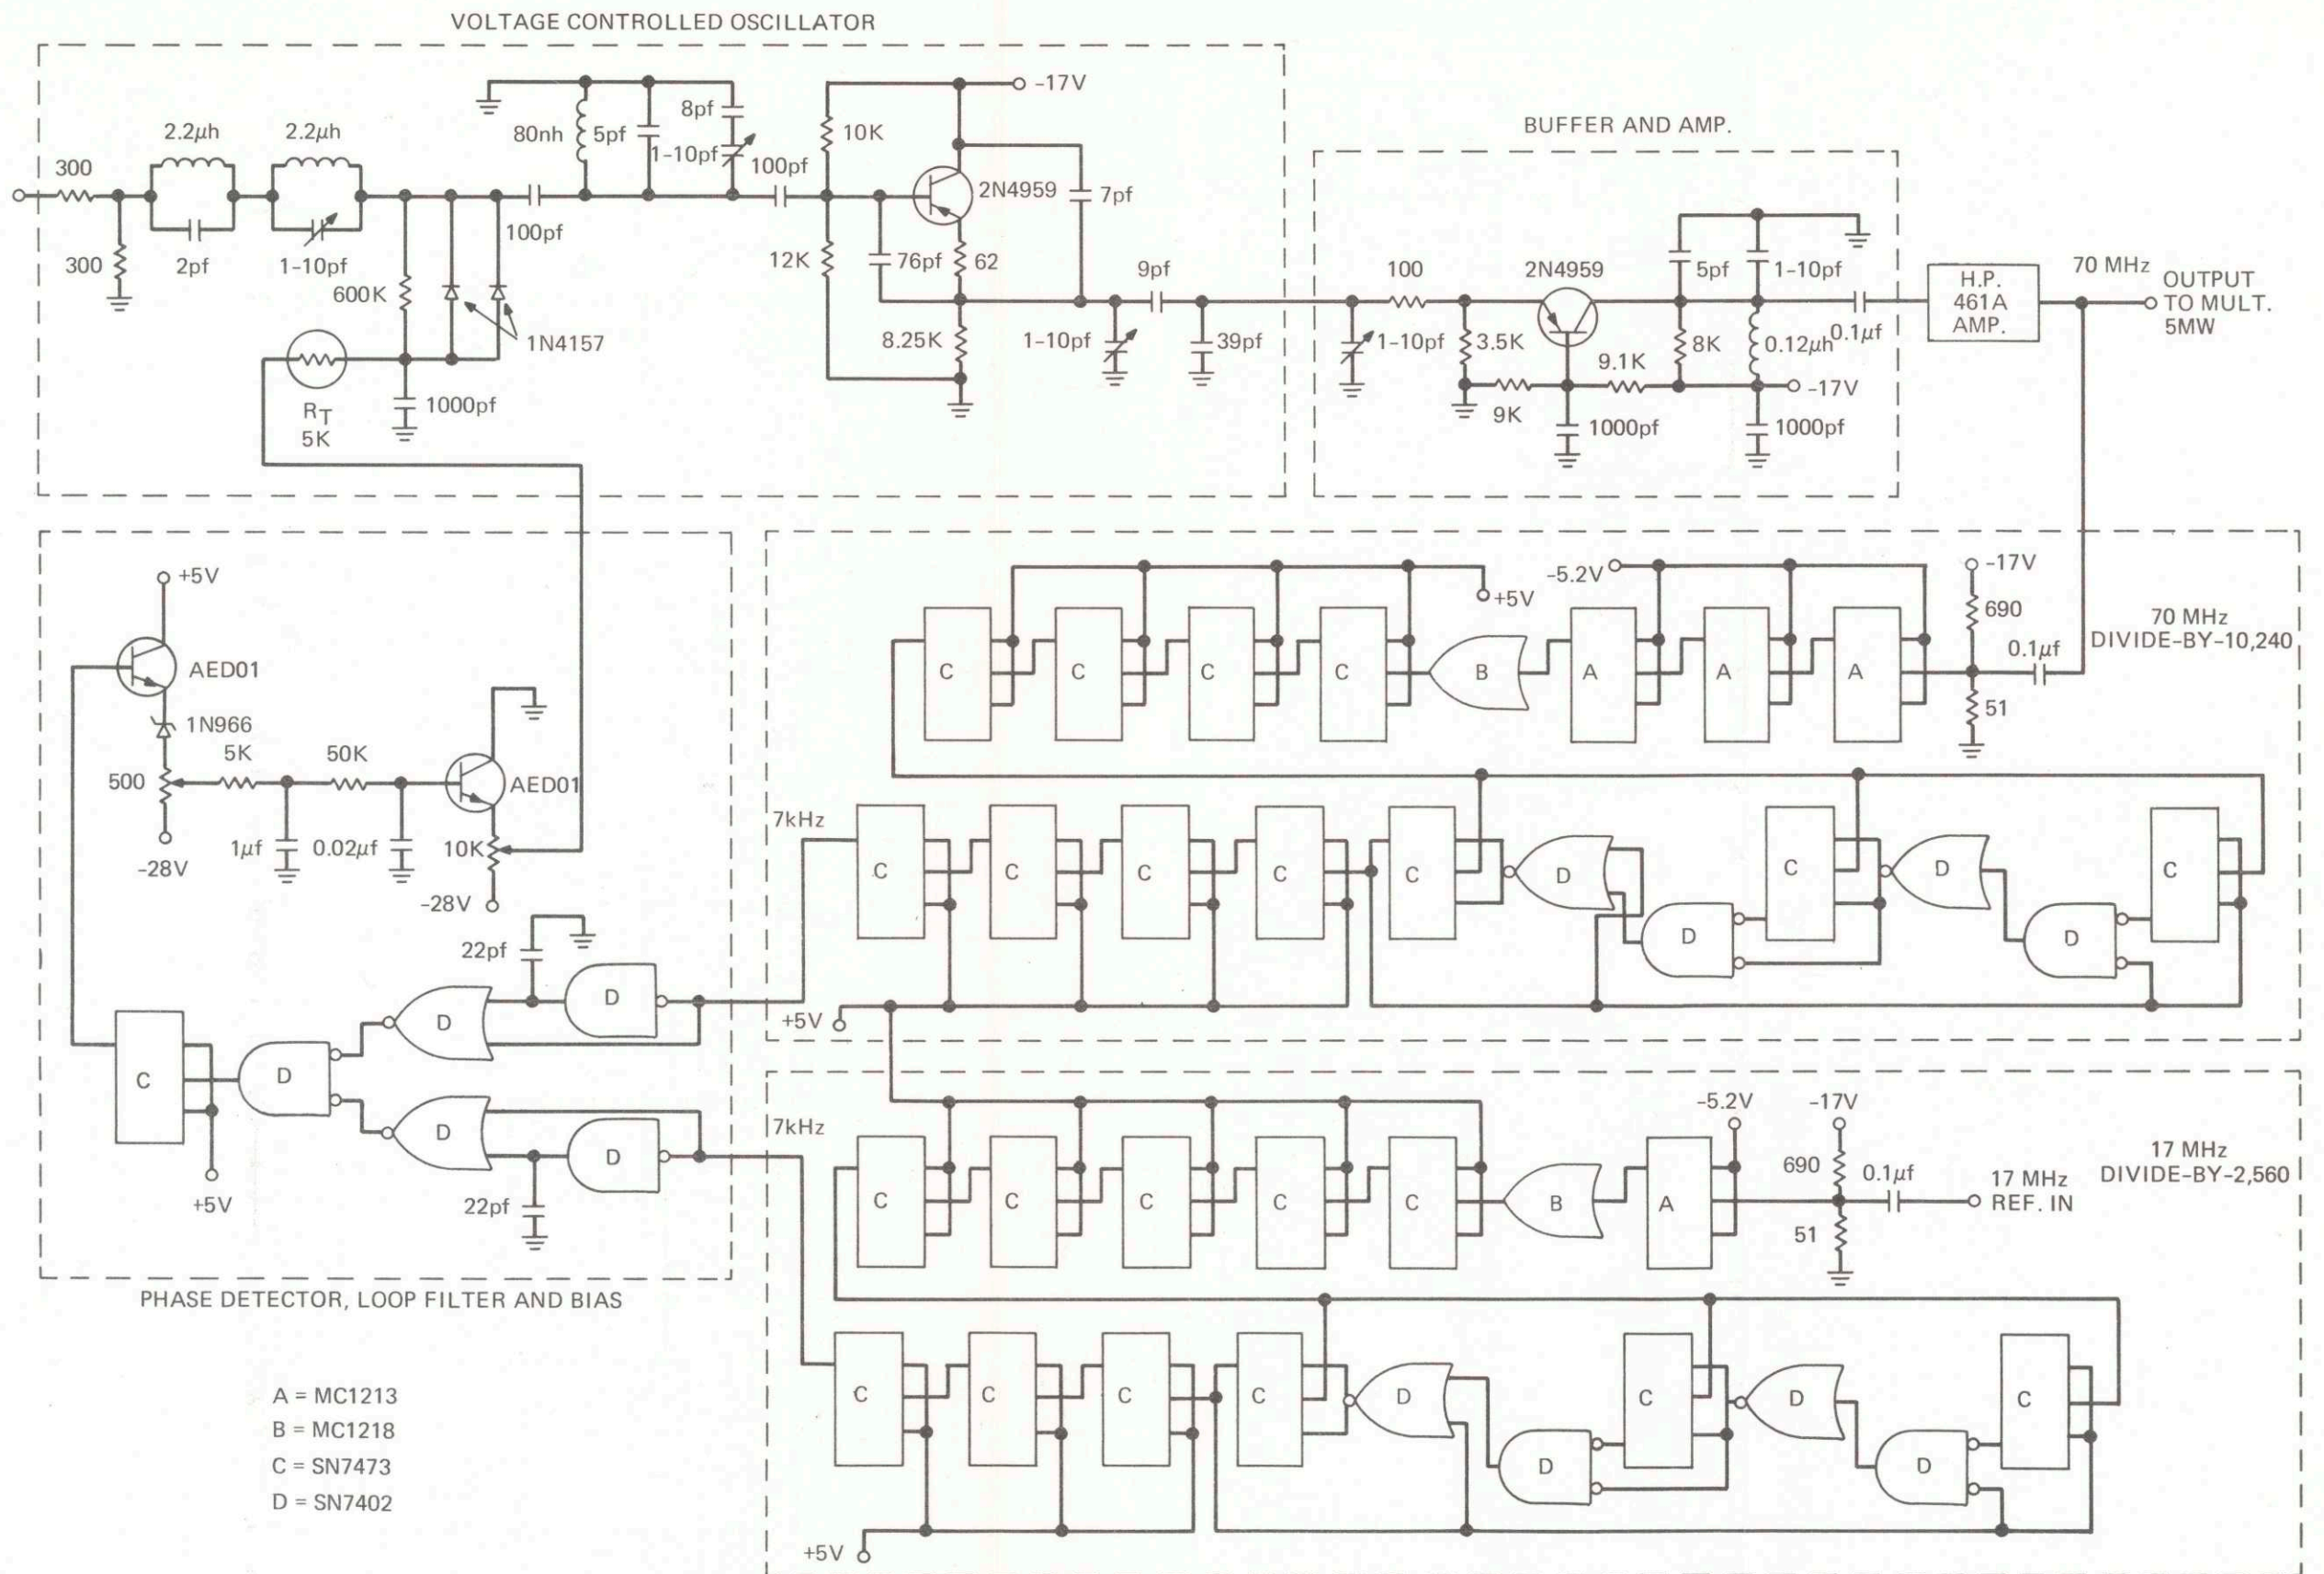 VOLTAGE CONTROLLED OSCILLATOR
-17V
8pf
2.2μh
2.2μh
80nh
5pf
10K
1-10pf
300
100pf
2N4959
7pf
100pf
300
2pf
1-10pf
12K
76pf
62
600K
9pf
1N4157
8.25K
1-10pf
39pf
RT
5K
1000pf
BUFFER AND AMP.
100
2N4959
5pf
1-10pf
H.P.
461A
AMP.
70 MHz
OUTPUT
TO MULT.
5MW
1-10pf
3.5K
9.1K
8K
0.12μh
0.1μf
-17V
9K
1000pf
1000pf
+5V
AED01
1N966
5K
50K
500
AED01
1μf
0.02μf
10K
-28V
-28V
22pf
D
D
C
D
D
D
+5V
22pf
PHASE DETECTOR, LOOP FILTER AND BIAS
-5.2V
-17V
+5V
690
70 MHz
DIVIDE-BY-10,240
0.1μf
C
C
C
C
B
A
A
A
51
7kHz
C
C
C
C
C
D
C
D
C
D
D
+5V
-5.2V
-17V
7kHz
17 MHz
DIVIDE-BY-2,560
690
0.1μf
17 MHz
REF. IN
C
C
C
C
C
B
A
51
C
C
C
C
D
C
D
C
D
D
+5V
A = MC1213
B = MC1218
C = SN7473
D = SN7402